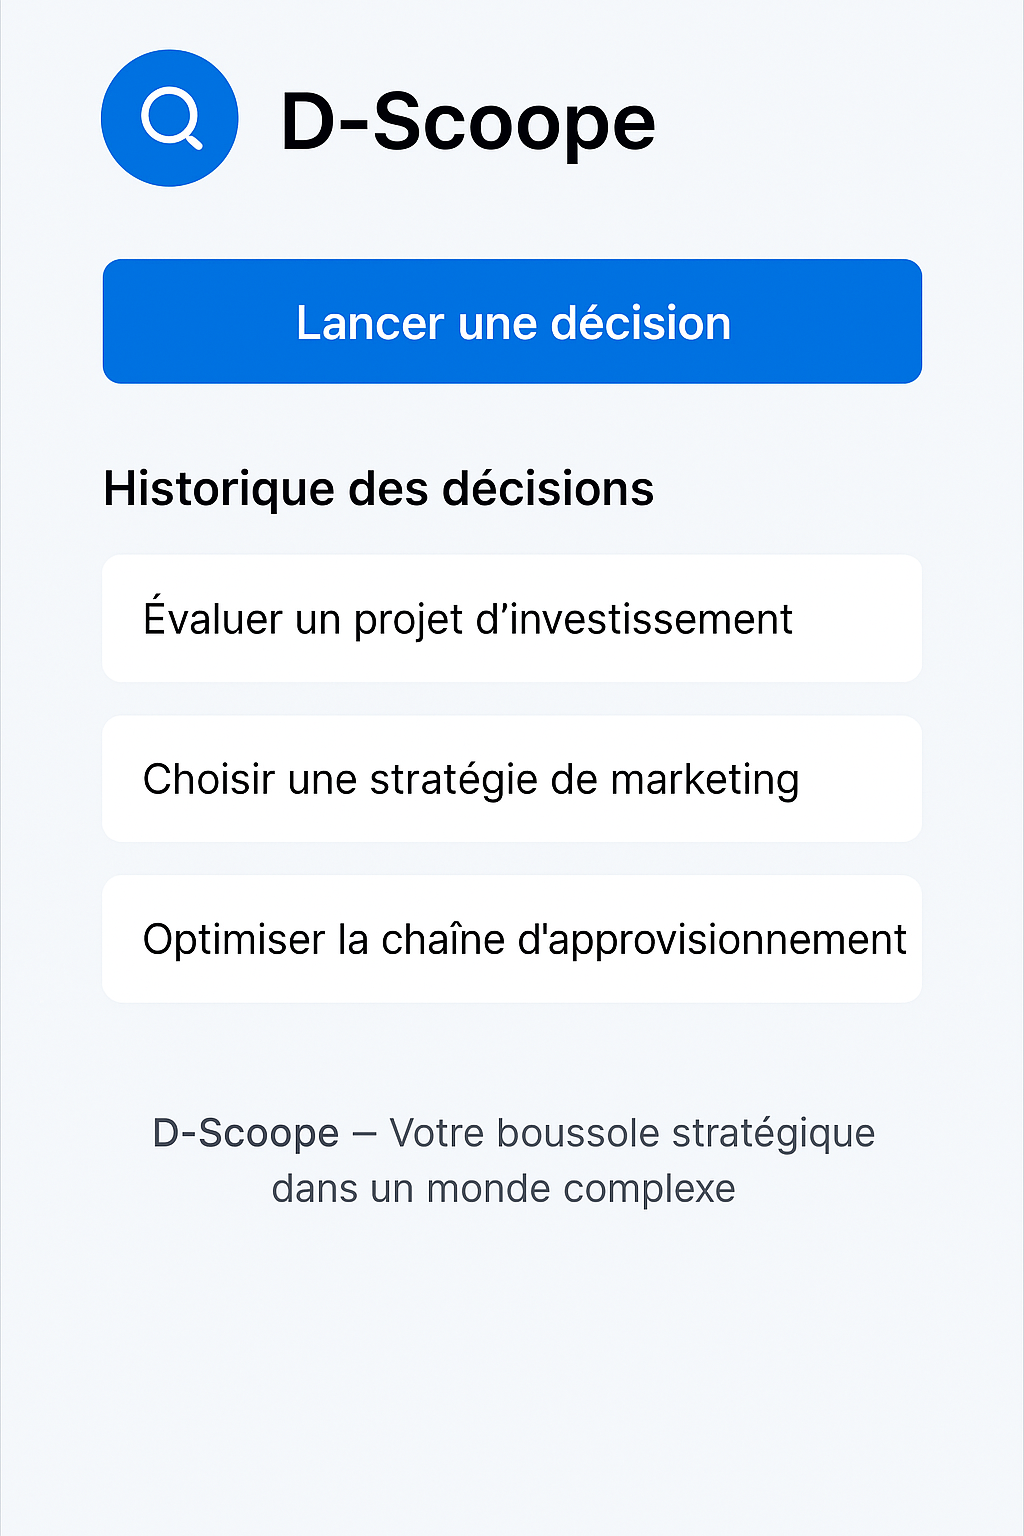 D-Scoope
Lancer une décision
Historique des décisions
Évaluer un projet d’investissement
Choisir une stratégie de marketing
Optimiser la chaîne d'approvisionnement
D-Scoope – Votre boussole stratégique
dans un monde complexe